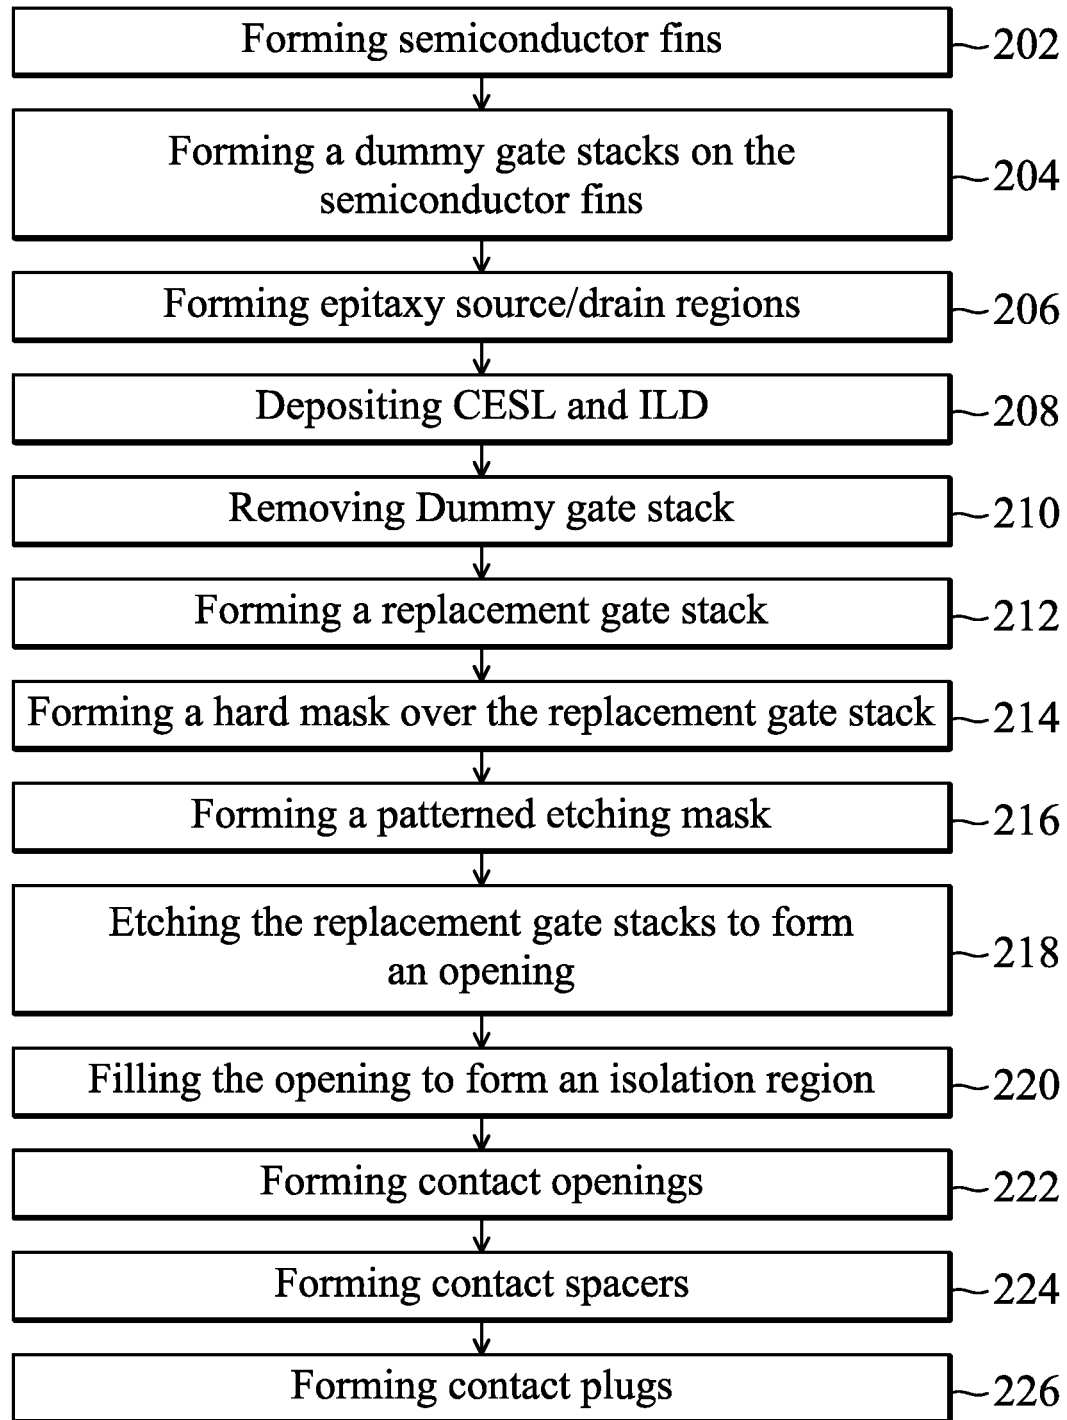 Forming semiconductor fins
202
Forming a dummy gate stacks on the
semiconductor fins
204
Forming epitaxy source/drain regions
206
Depositing CESL and ILD
208
Removing Dummy gate stack
210
Forming a replacement gate stack
212
Forming a hard mask over the replacement gate stack
214
Forming a patterned etching mask
216
Etching the replacement gate stacks to form
an opening
218
Filling the opening to form an isolation region
220
Forming contact openings
222
Forming contact spacers
224
Forming contact plugs
226